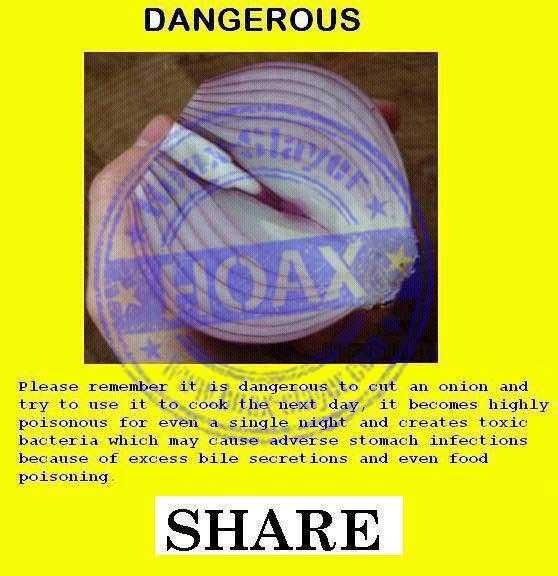 DANGEROUS
Hoax Slayer
HOAX
Please remember it is dangerous to cut an onion and
try to use it to cook the next day, it becomes highly
poisonous for even a single night and creates toxic
bacteria which may cause adverse stomach infections
because of excess bile secretions and even food
poisoning.
SHARE